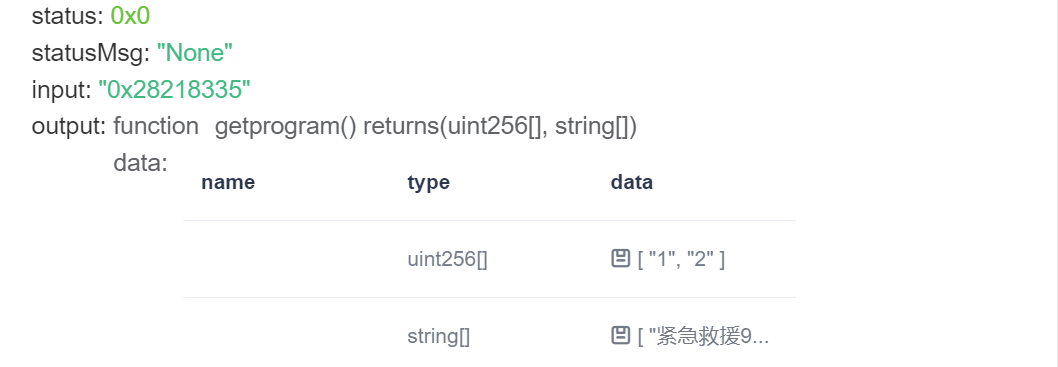 status: 0x0
statusMsg: "None"
input: "0x28218335"
output: function getprogram() returns(uint256[], string[])
data:
name type data
uint256[] [ "1", "2" ]
string[] [ "紧急救援9...